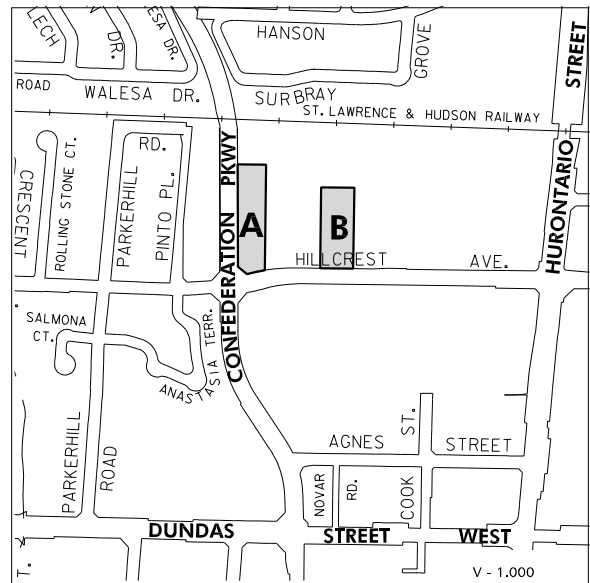 LECH
DR.
ESA DR.
HANSON
GROVE
STREET
ROAD
WALESA DR.
SURBRAY
ST. LAWRENCE & HUDSON RAILWAY
CRESCENT
ROLLING STONE CT.
PARKERHILL
RD.
PINTO PL.
CONFEDERATION PKWY
A
B
HURONTARIO
HILLCREST AVE.
SALMONA
CT.
ANASTASIA TERR.
PARKERHILL
ROAD
AGNES STREET
NOVAR
RD.
COOK
ST.
DUNDAS STREET WEST
T.
V - 1.000